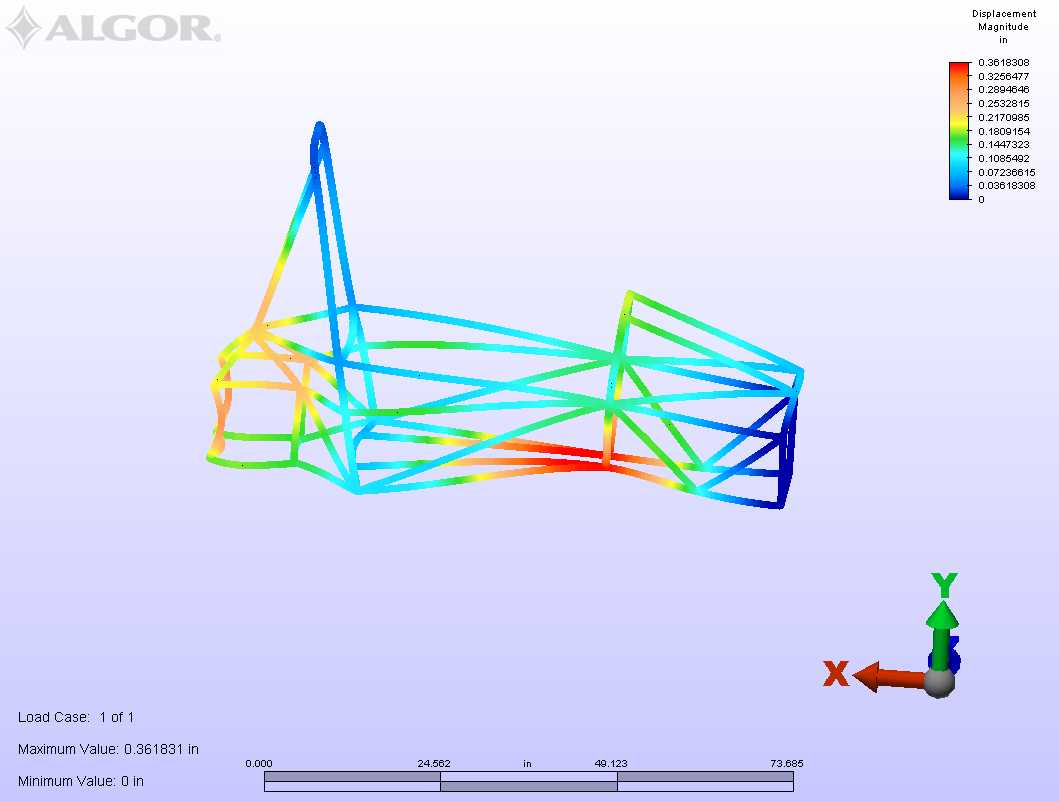 ALGOR.
Displacement
Magnitude
in
0.3618308
0.3256477
0.2894646
0.2532815
0.2170985
0.1809154
0.1447323
0.1085492
0.07236615
0.03618308
0
Y
Z
X
Load Case: 1 of 1
Maximum Value: 0.361831 in
Minimum Value: 0 in
0.000 24.562 in 49.123 73.685